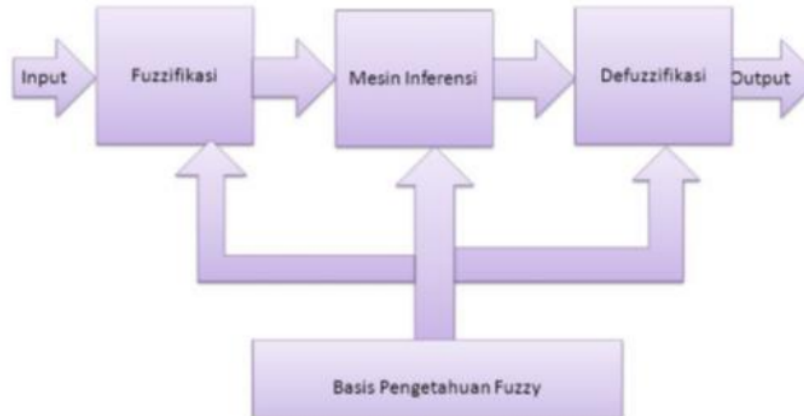 Input
Fuzzifikasi
Mesin Inferensi
Defuzzifikasi
Output
Basis Pengetahuan Fuzzy